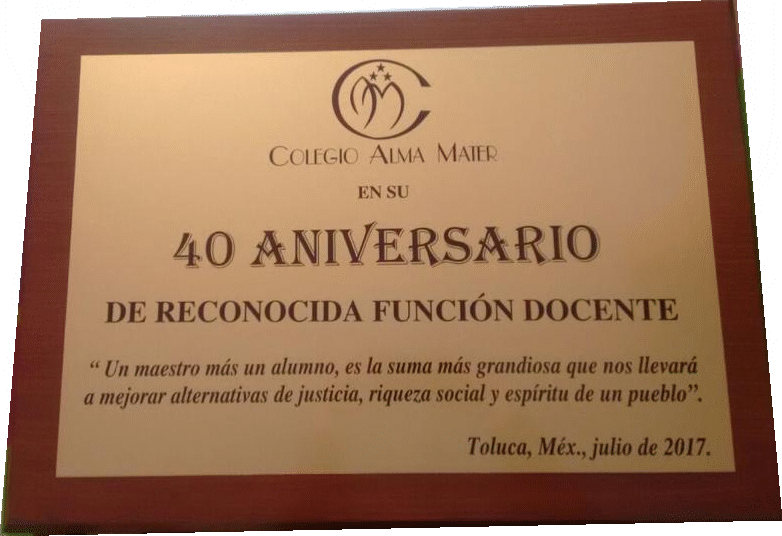 COLEGIO ALMA MATER
EN SU
40 ANIVERSARIO
DE RECONOCIDA FUNCIÓN DOCENTE
“ Un maestro más un alumno, es la suma más grandiosa que nos llevará
a mejorar alternativas de justicia, riqueza social y espíritu de un pueblo”.
Toluca, Méx., julio de 2017.